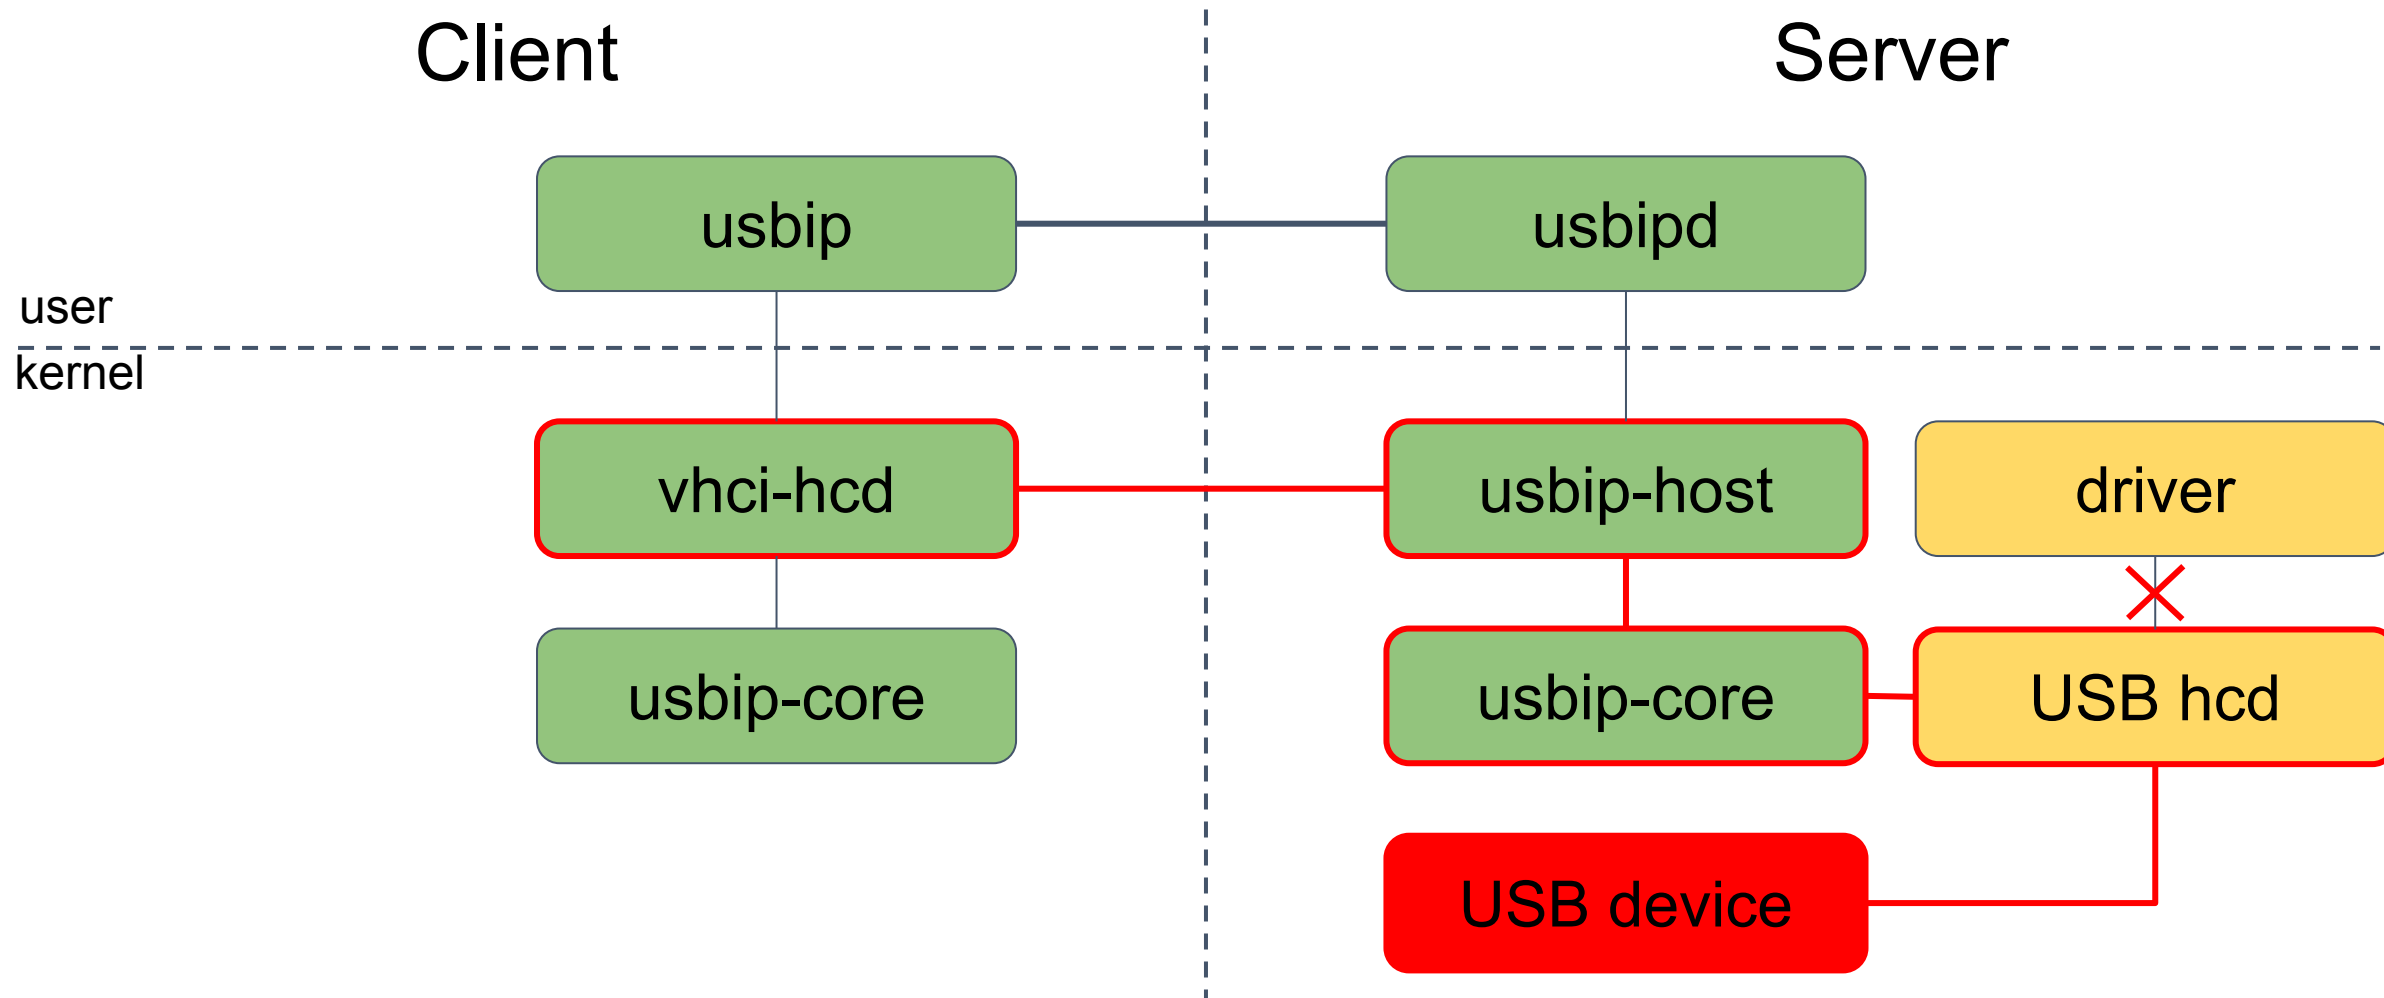 Client
Server
usbip
usbipd
user
kernel
vhci-hcd
usbip-host
driver
usbip-core
usbip-core
USB hcd
USB device